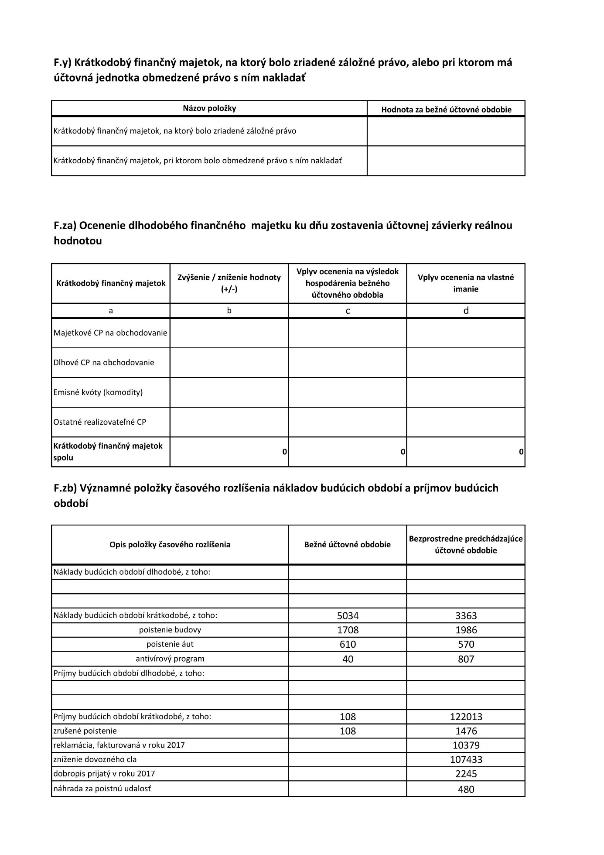 F.y) Krátkodobý finančný majetok, na ktorý bolo zriadené záložné právo, alebo pri ktorom má
účtovná jednotka obmedzené právo s ním nakladať
Názov položky Hodnota za bežné účtovné obdobie
Krátkodobý finančný majetok, na ktorý bolo zriadené záložné právo
Krátkodobý finančný majetok, pri ktorom bolo obmedzené právo s ním nakladať
F.za) Ocenenie dlhodobého finančného majetku ku dňu zostavenia účtovnej závierky reálnou
hodnotou
Krátkodobý finančný majetok Zvýšenie / zníženie hodnoty (+/-) Vplyv ocenenia na výsledok hospodárenia bežného účtovného obdobia Vplyv ocenenia na vlastné imanie
a b c d
Majetkové CP na obchodovanie
Dlhové CP na obchodovanie
Emisné kvóty (komodity)
Ostatné realizovateľné CP
Krátkodobý finančný majetok spolu 0 0 0
F.zb) Významné položky časového rozlíšenia nákladov budúcich období a príjmov budúcich
období
Opis položky časového rozlíšenia Bežné účtovné obdobie Bezprostredne predchádzajúce účtovné obdobie
Náklady budúcich období dlhodobé, z toho:
Náklady budúcich období krátkodobé, z toho: 5034 3363
poistenie budovy 1708 1986
poistenie áut 610 570
antivírový program 40 807
Príjmy budúcich období dlhodobé, z toho:
Príjmy budúcich období krátkodobé, z toho: 108 122013
zrušené poistenie 108 1476
reklamácia, fakturovaná v roku 2017 10379
zníženie dovozného cla 107433
dobropis prijatý v roku 2017 2245
náhrada za poistnú udalosť 480